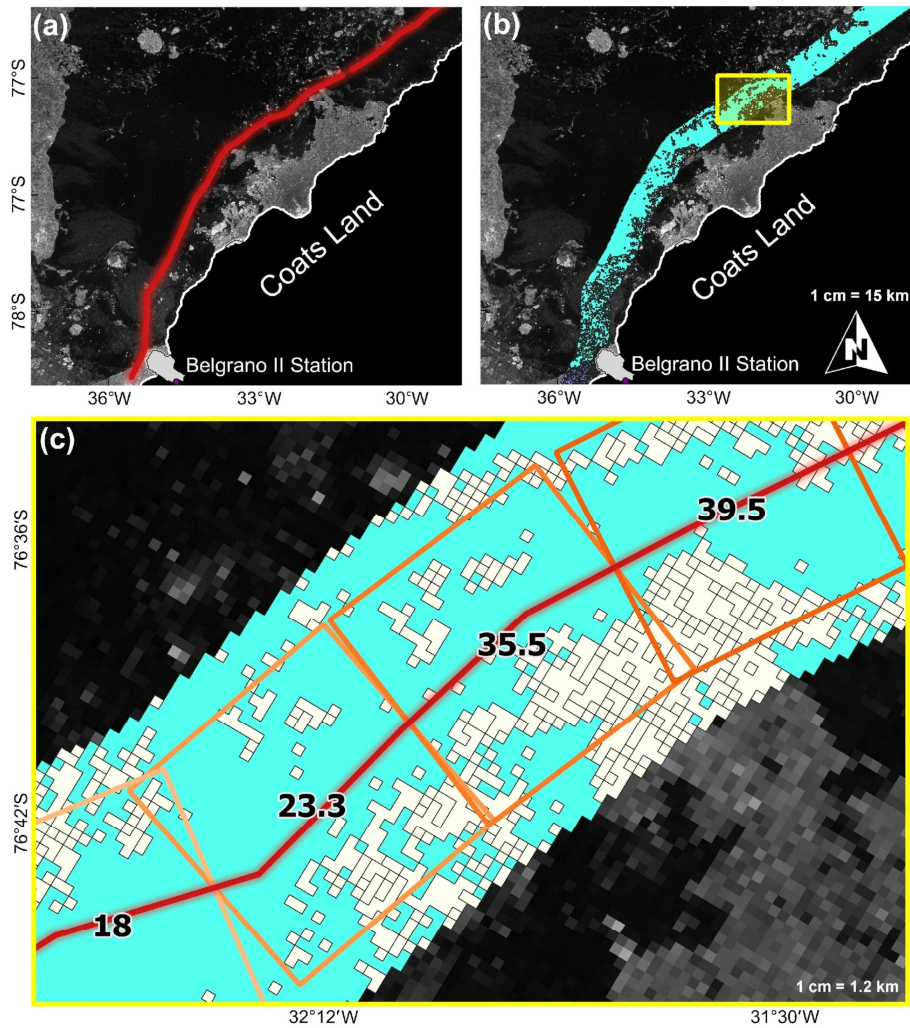 (a)
77°S
77°S
78°S
Coats Land
Belgrano II Station
36°W
33°W
30°W
(b)
Coats Land
1 cm = 15 km
N
Belgrano II Station
36°W
33°W
30°W
(c)
76°36'S
39.5
35.5
23.3
76°42'S
18
1 cm = 1.2 km
32°12'W
31°30'W